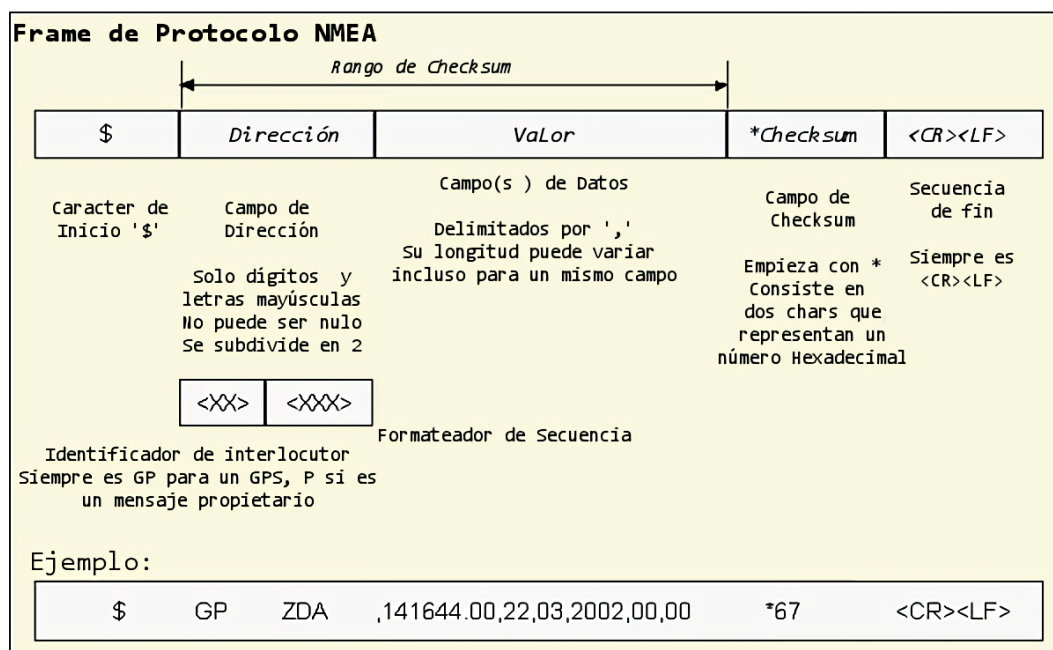 Frame de Protocolo NMEA
Rango de Checksum
$ Dirección Valor *Checksum <CR><LF>
Caracter de
Inicio '$'
Campo de
Dirección
Solo dígitos y
letras mayúsculas
No puede ser nulo
Se subdivide en 2
<XX> <XXX>
Identificador de interlocutor
Siempre es GP para un GPS, P si es
un mensaje propietario
Formateador de Secuencia
Campo(s ) de Datos
Delimitados por ','
Su longitud puede variar
incluso para un mismo campo
Campo de
Checksum
Empieza con *
Consiste en
dos chars que
representan un
número Hexadecimal
Secuencia
de fin
Siempre es
<CR><LF>
Ejemplo:
$ GP ZDA ,141644.00,22,03,2002,00,00 *67 <CR><LF>